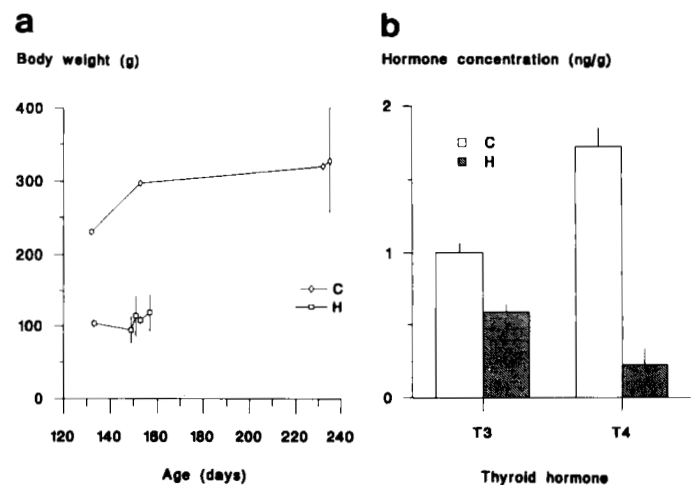 a
Body weight (g)
400
300
200
100
0
120 140 160 180 200 220 240
Age (days)
C
H
b
Hormone concentration (ng/g)
2
1
0
C
H
T3 T4
Thyroid hormone